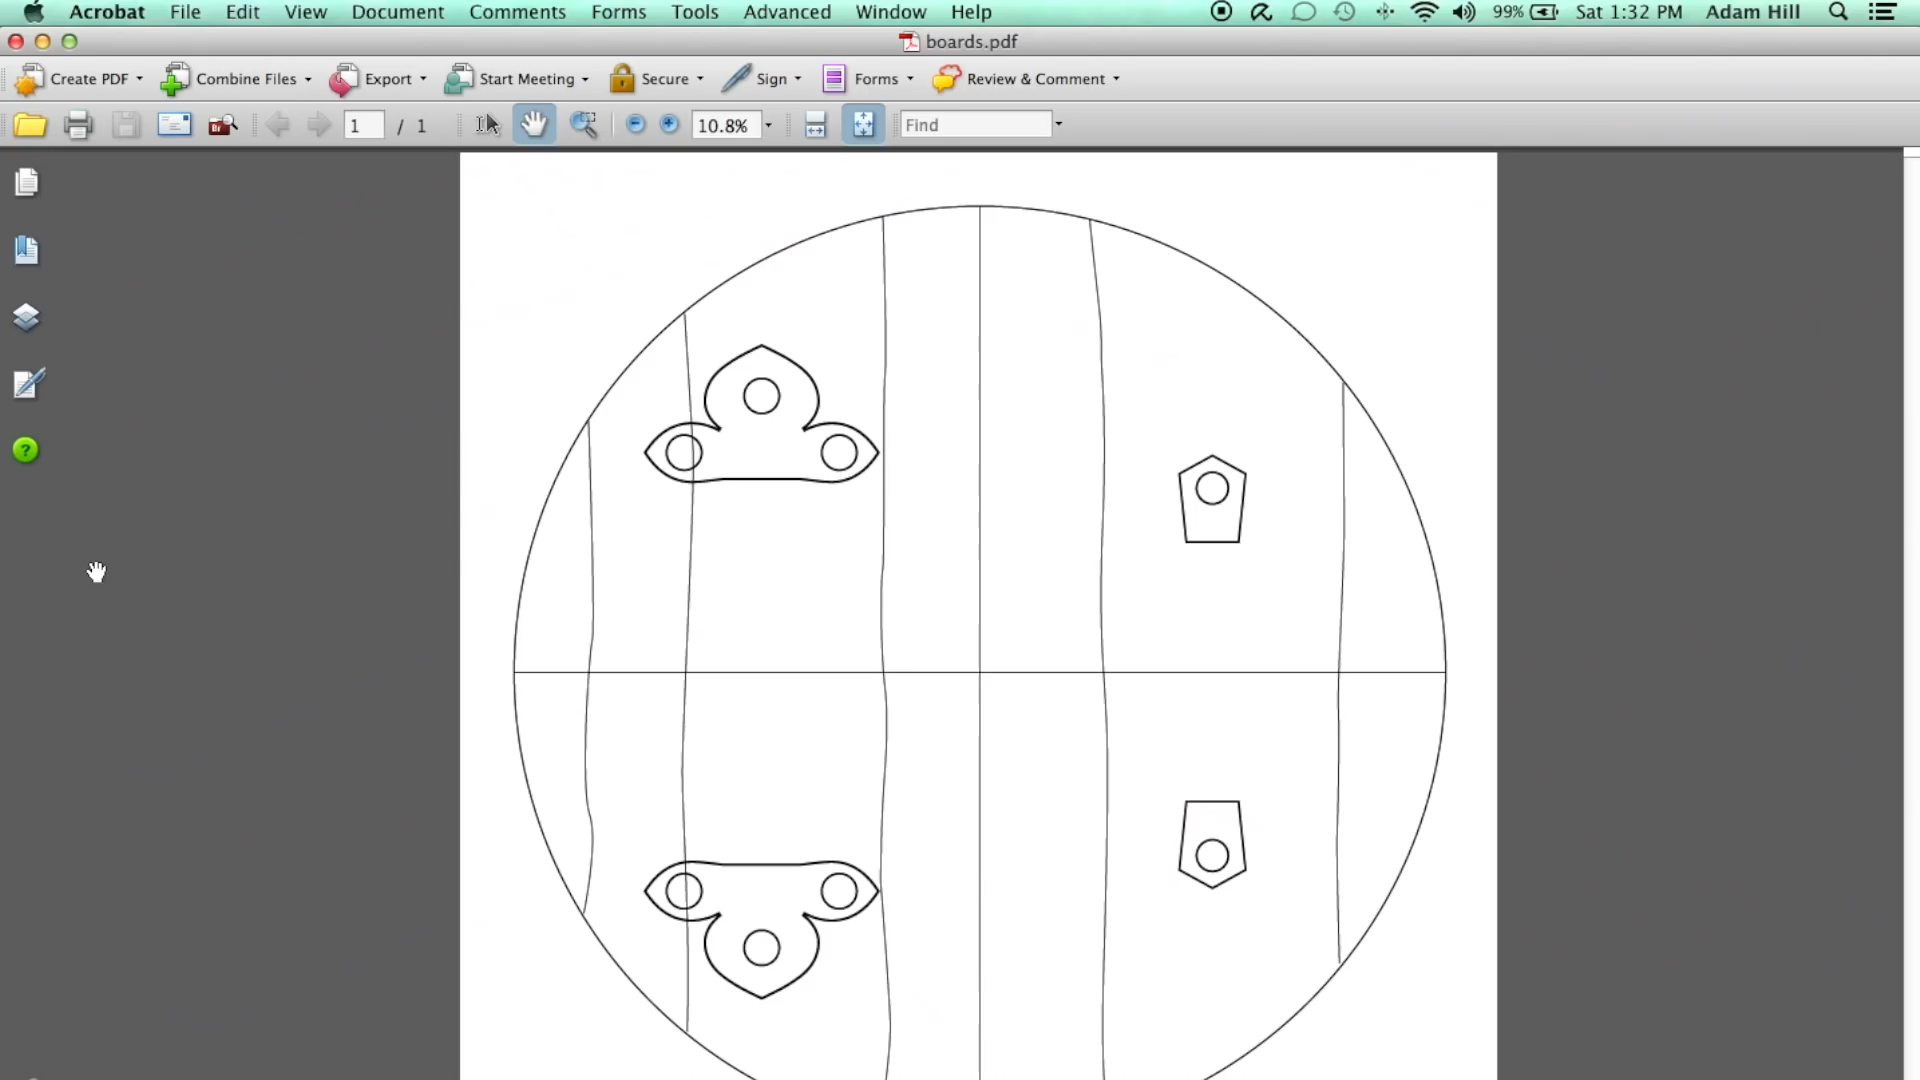 Acrobat File Edit View Document Comments Forms Tools Advanced Window Help 99% Sat 1:32 PM Adam Hill
boards.pdf
Create PDF Combine Files Export Start Meeting Secure Sign Forms Review & Comment
Br 1 / 1 10.8% Find
?